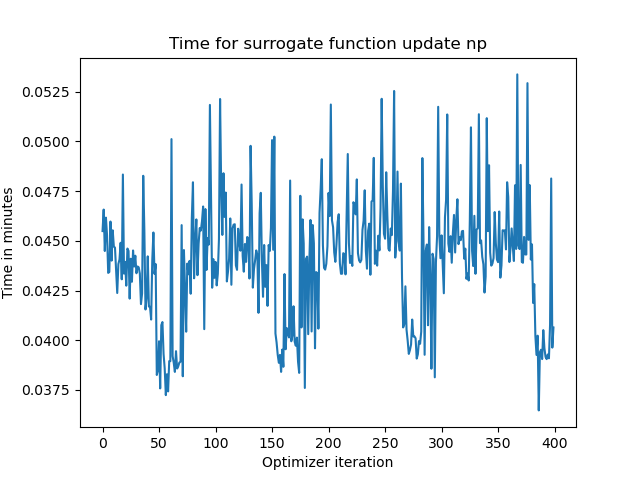 Time for surrogate function update np
Time in minutes
0.0525
0.0500
0.0475
0.0450
0.0425
0.0400
0.0375
0 50 100 150 200 250 300 350 400
Optimizer iteration